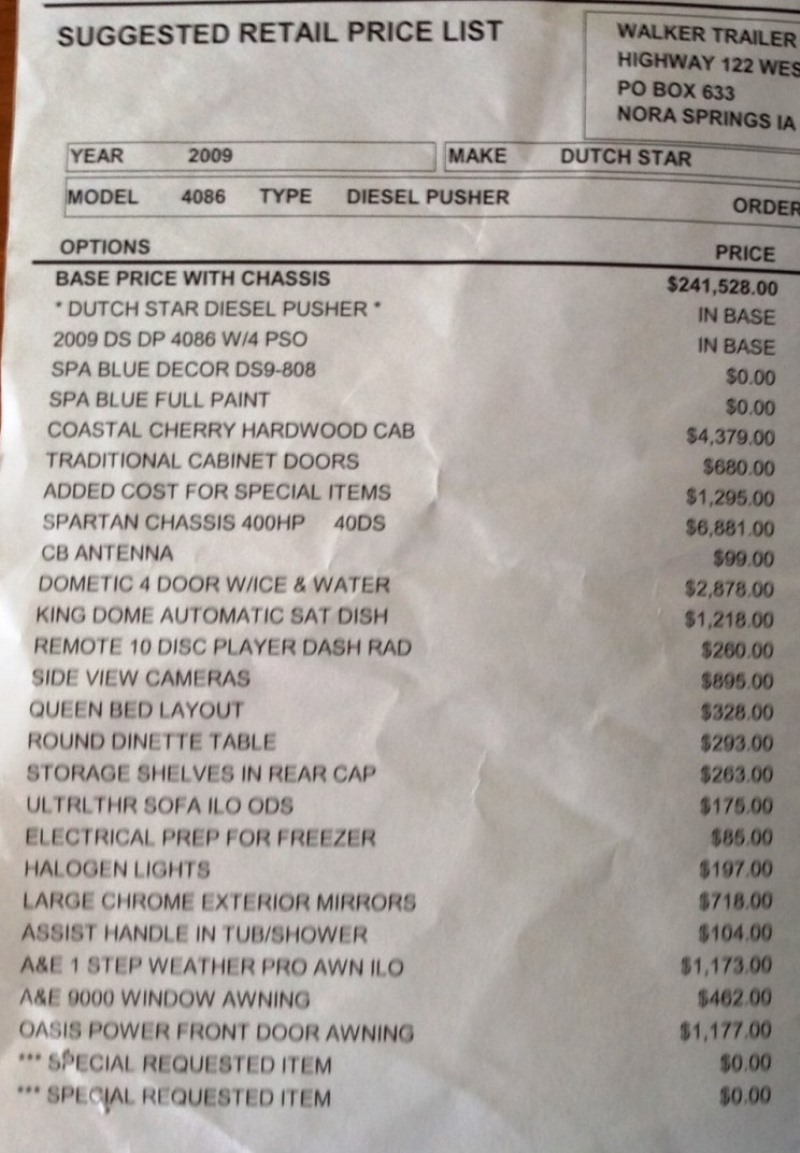 SUGGESTED RETAIL PRICE LIST
WALKER TRAILER
HIGHWAY 122 WES
PO BOX 633
NORA SPRINGS IA
YEAR 2009 MAKE DUTCH STAR
MODEL 4086 TYPE DIESEL PUSHER ORDER
OPTIONS PRICE
BASE PRICE WITH CHASSIS $241,528.00
* DUTCH STAR DIESEL PUSHER * IN BASE
2009 DS DP 4086 W/4 PSO IN BASE
SPA BLUE DECOR DS9-808 $0.00
SPA BLUE FULL PAINT $0.00
COASTAL CHERRY HARDWOOD CAB $4,379.00
TRADITIONAL CABINET DOORS $680.00
ADDED COST FOR SPECIAL ITEMS $1,295.00
SPARTAN CHASSIS 400HP 40DS $6,881.00
CB ANTENNA $99.00
DOMETIC 4 DOOR W/ICE & WATER $2,878.00
KING DOME AUTOMATIC SAT DISH $1,218.00
REMOTE 10 DISC PLAYER DASH RAD $260.00
SIDE VIEW CAMERAS $895.00
QUEEN BED LAYOUT $328.00
ROUND DINETTE TABLE $293.00
STORAGE SHELVES IN REAR CAP $263.00
ULTRLTHR SOFA ILO ODS $175.00
ELECTRICAL PREP FOR FREEZER $85.00
HALOGEN LIGHTS $197.00
LARGE CHROME EXTERIOR MIRRORS $718.00
ASSIST HANDLE IN TUB/SHOWER $104.00
A&E 1 STEP WEATHER PRO AWN ILO $1,173.00
A&E 9000 WINDOW AWNING $462.00
OASIS POWER FRONT DOOR AWNING $1,177.00
*** SPECIAL REQUESTED ITEM $0.00
*** SPECIAL REQUESTED ITEM $0.00